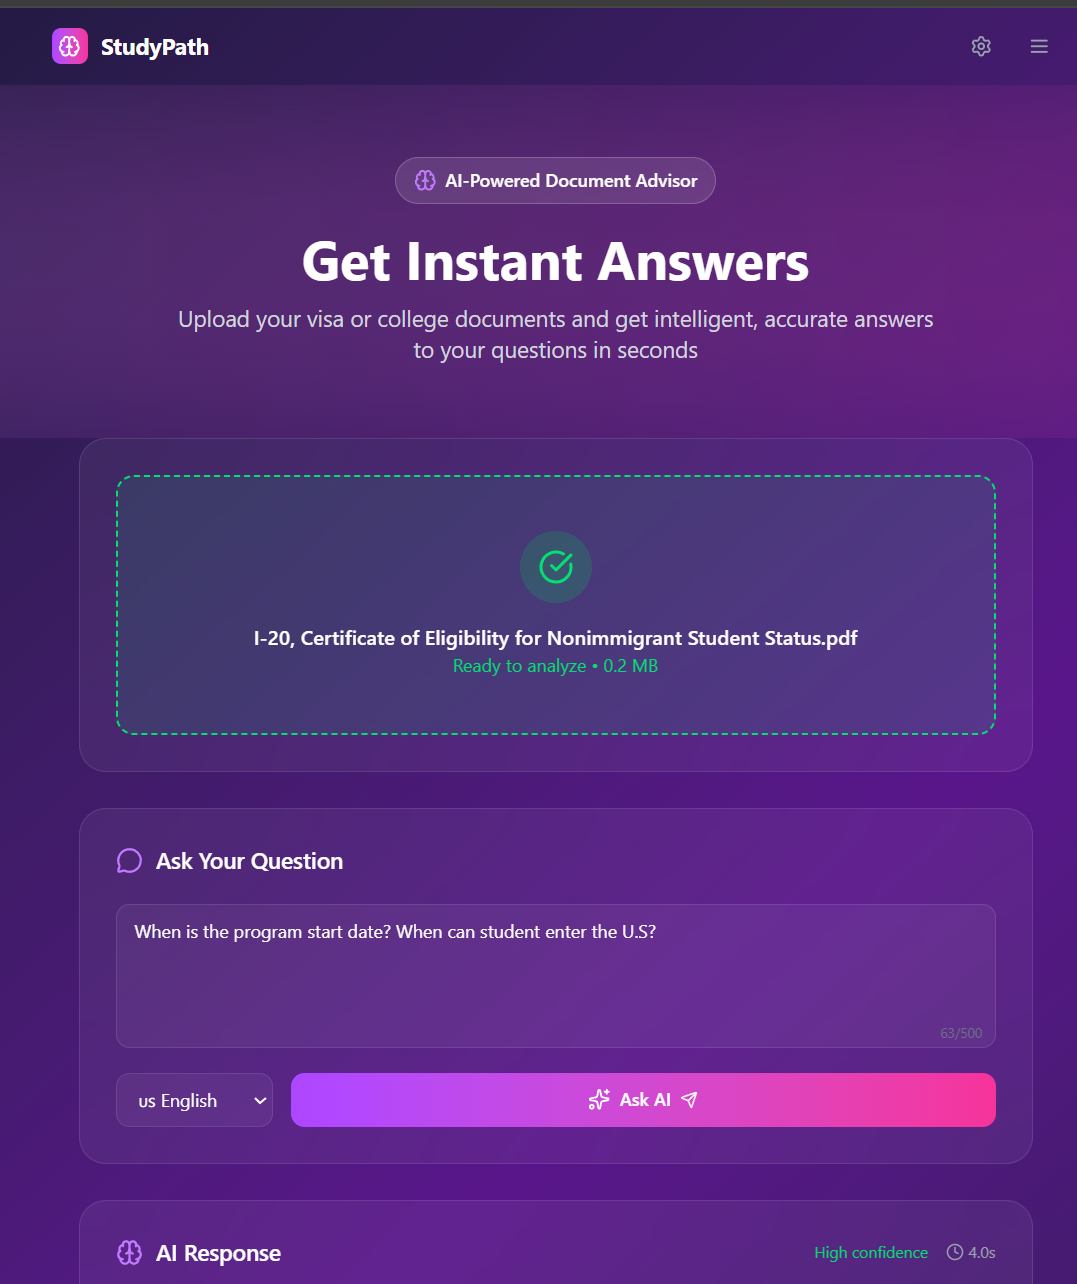 StudyPath
AI-Powered Document Advisor
Get Instant Answers
Upload your visa or college documents and get intelligent, accurate answers
to your questions in seconds
I-20, Certificate of Eligibility for Nonimmigrant Student Status.pdf
Ready to analyze • 0.2 MB
Ask Your Question
When is the program start date? When can student enter the U.S?
63/500
us English
Ask AI
AI Response
High confidence
4.0s